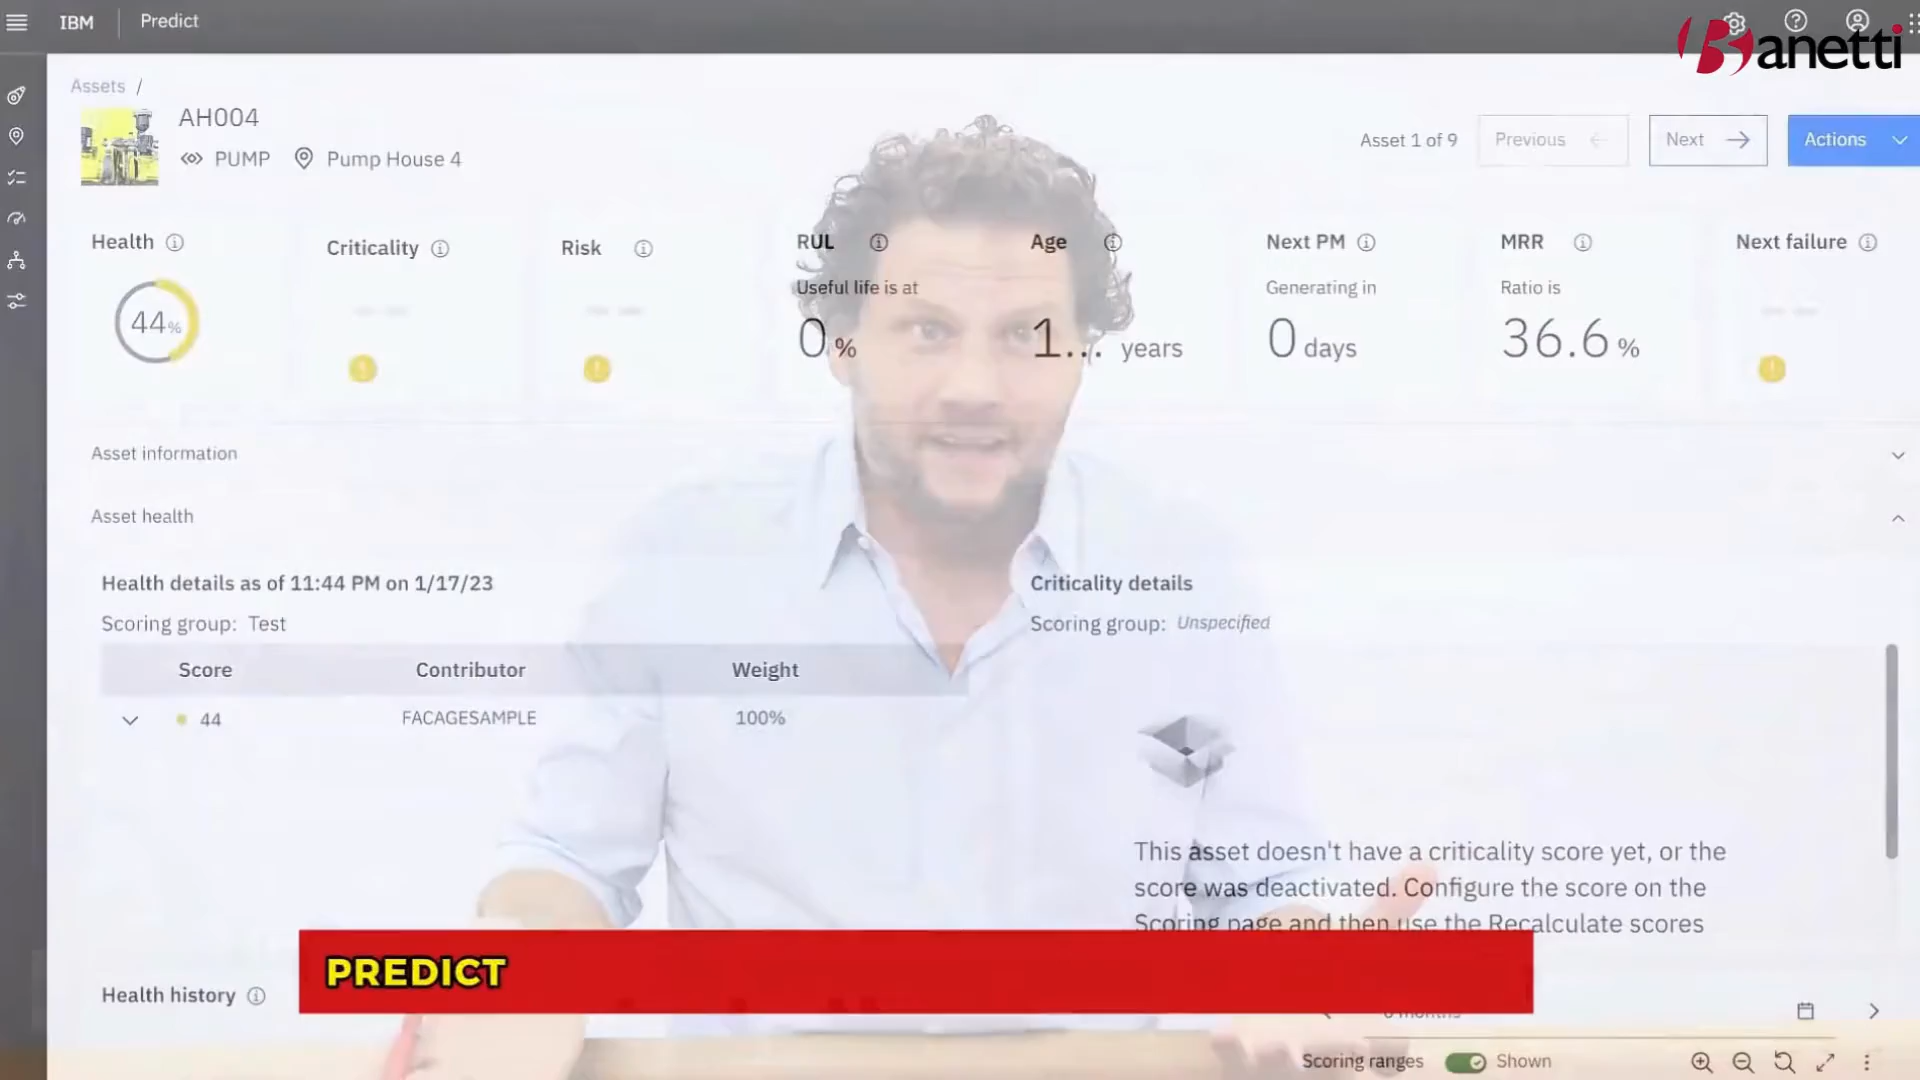 IBM
Predict
Banetti
Assets /
AH004
PUMP
Pump House 4
Asset 1 of 9
Previous
Next
Actions
Health
Criticality
Risk
RUL
Age
Next PM
MRR
Next failure
Useful life is at
Generating in
Ratio is
44%
0 %
1... years
0 days
36.6 %
Asset information
Asset health
Health details as of 11:44 PM on 1/17/23
Scoring group: Test
Criticality details
Scoring group: Unspecified
Score Contributor Weight
44 FACAGESAMPLE 100%
This asset doesn't have a criticality score yet, or the
score was deactivated. Configure the score on the
Scoring page and then use the Recalculate scores
PREDICT
Health history
months
Scoring ranges
Shown